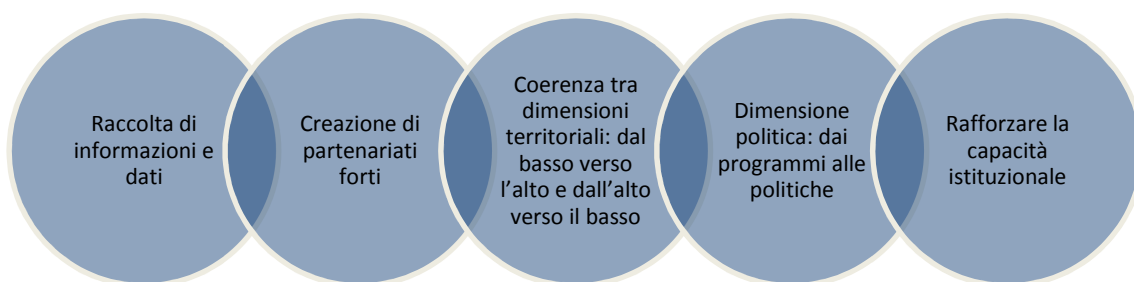 Raccolta di
informazioni e
dati
Creazione di
partenariati
forti
Coerenza tra
dimensioni
territoriali: dal
basso verso
l'alto e dall'alto
verso il basso
Dimensione
politica: dai
programmi alle
politiche
Rafforzare la
capacità
istituzionale